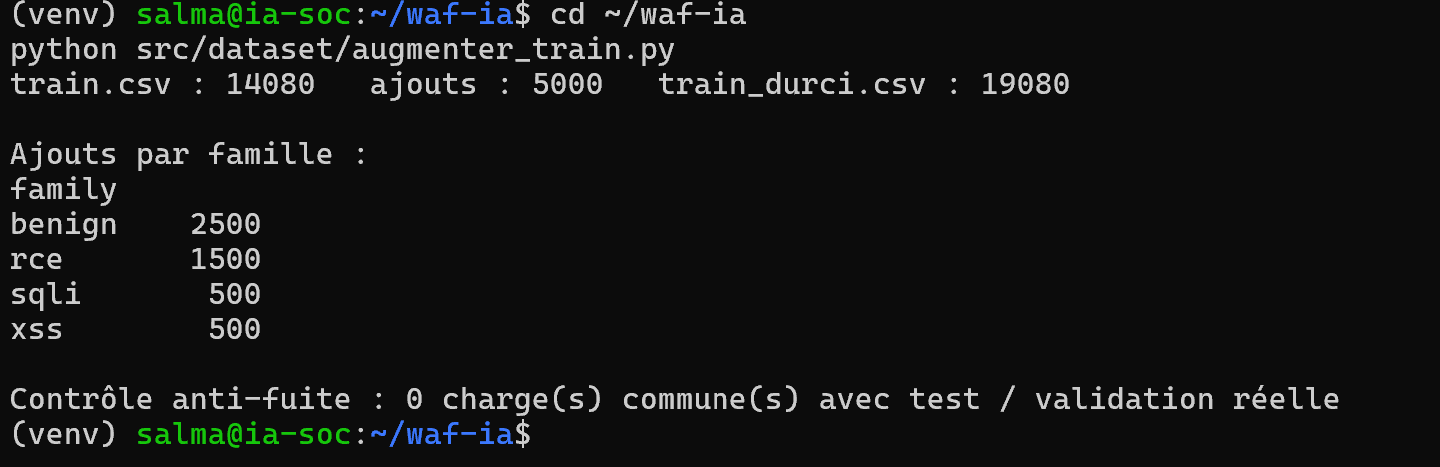 (venv) salma@ia-soc:~/waf-ia$ cd ~/waf-ia
python src/dataset/augmenter_train.py
train.csv : 14080   ajouts : 5000   train_durci.csv : 19080
Ajouts par famille :
family
benign    2500
rce       1500
sqli       500
xss        500
Contrôle anti-fuite : 0 charge(s) commune(s) avec test / validation réelle
(venv) salma@ia-soc:~/waf-ia$